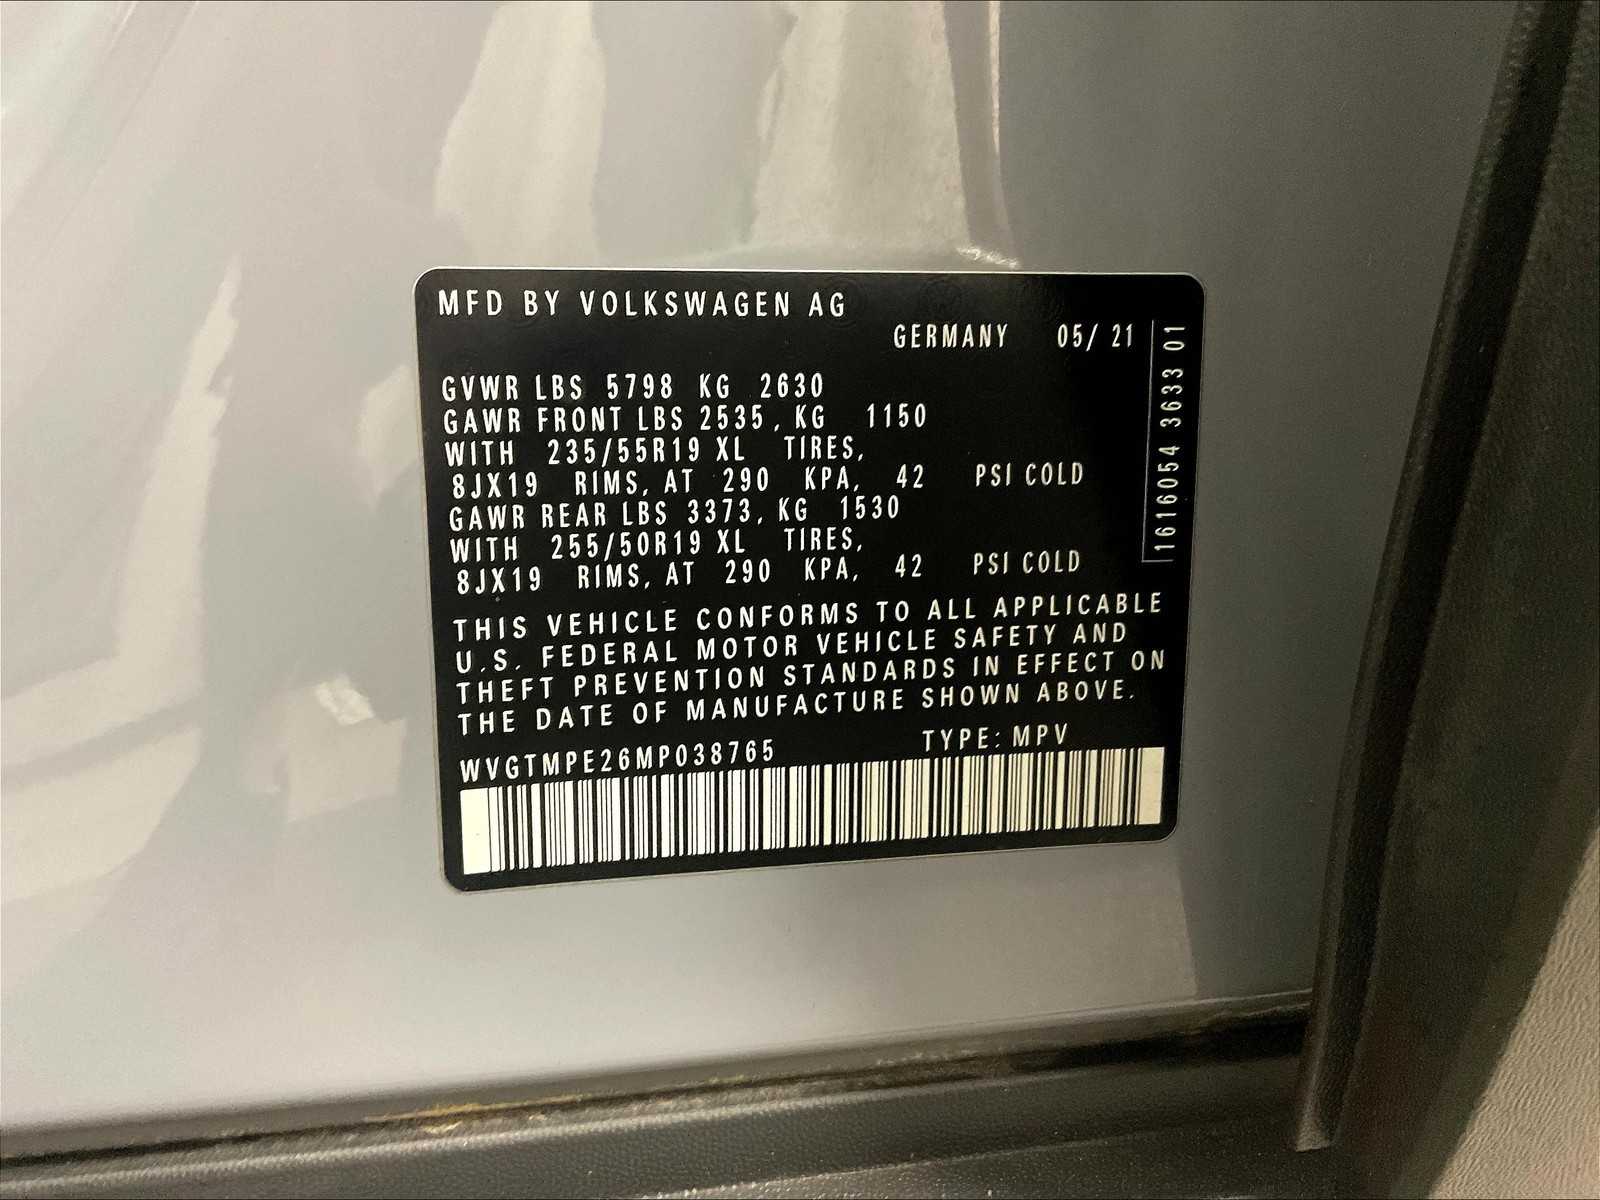 MFD BY VOLKSWAGEN AG
GERMANY 05/ 21
GVWR LBS 5798 KG 2630
GAWR FRONT LBS 2535, KG 1150
WITH 235/55R19 XL TIRES,
8JX19 RIMS, AT 290 KPA, 42 PSI COLD
GAWR REAR LBS 3373, KG 1530
WITH 255/50R19 XL TIRES,
8JX19 RIMS, AT 290 KPA, 42 PSI COLD
THIS VEHICLE CONFORMS TO ALL APPLICABLE
U.S. FEDERAL MOTOR VEHICLE SAFETY AND
THEFT PREVENTION STANDARDS IN EFFECT ON
THE DATE OF MANUFACTURE SHOWN ABOVE.
WVGTMPE26MP038765 TYPE: MPV
1616054 3633 01